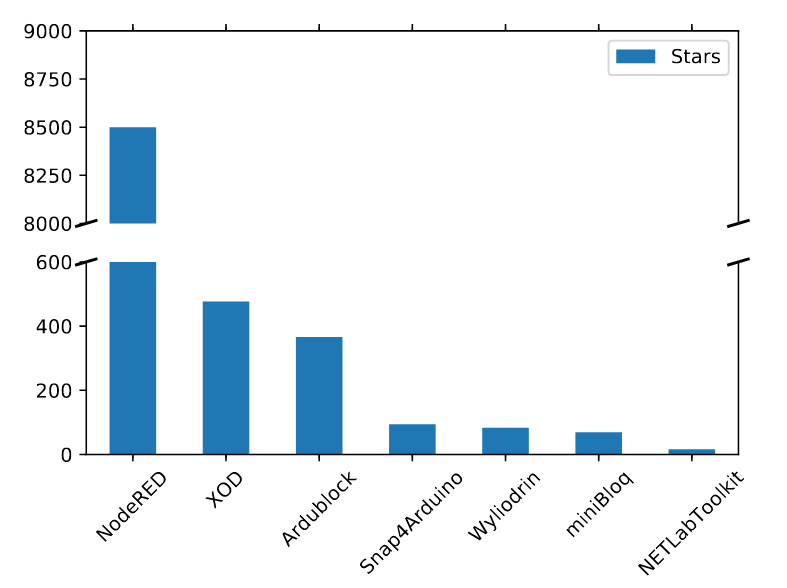 9000
8750
8500
8250
8000
600
400
200
0
Stars
NodeRED
XOD
Ardublock
Snap4Arduino
Wyliodrin
miniBloq
NETLabToolkit